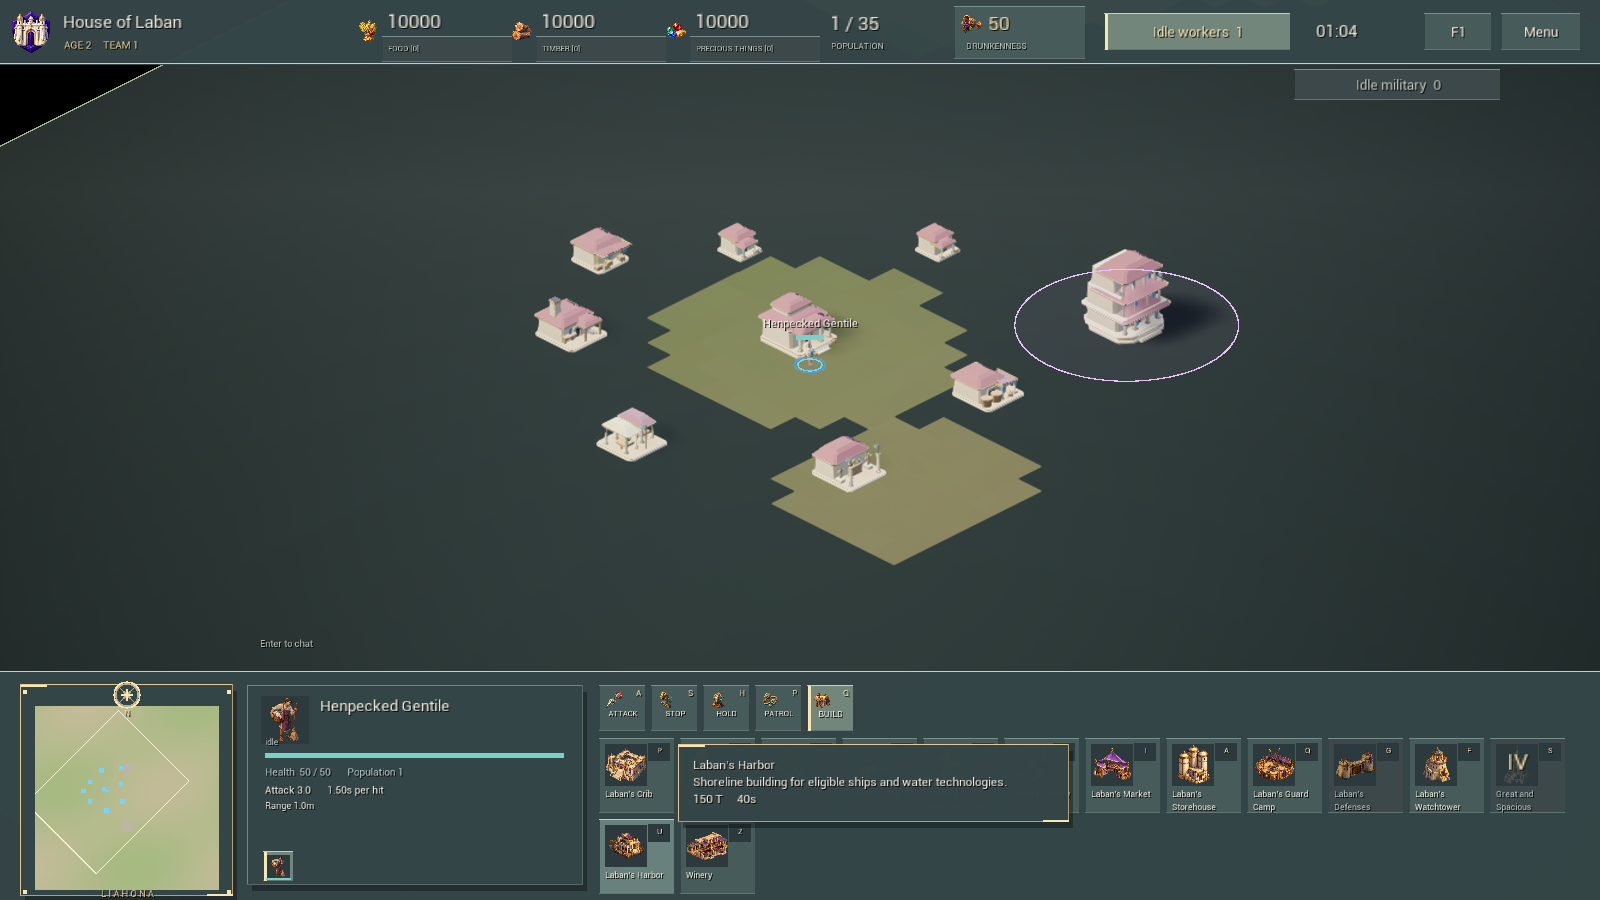 House of Laban
AGE 2 TEAM 1
10000
FOOD [0]
10000
TIMBER [0]
10000
PRECIOUS THINGS [0]
1 / 35
POPULATION
50
DRUNKENNESS
Idle workers 1
01:04
F1
Menu
Idle military 0
Henpecked Gentile
Enter to chat
N
LIAHONA
Henpecked Gentile
idle
Health 50 / 50 Population 1
Attack 3.0 1.50s per hit
Range 1.0m
A
ATTACK
S
STOP
H
HOLD
P
PATROL
Q
BUILD
P
Laban's Crib
Laban's Harbor
Shoreline building for eligible ships and water technologies.
150 T 40s
I
Laban's Market
A
Laban's Storehouse
Q
Laban's Guard Camp
G
Laban's Defenses
F
Laban's Watchtower
IV
S
Great and Spacious
U
Laban's Harbor
Z
Winery